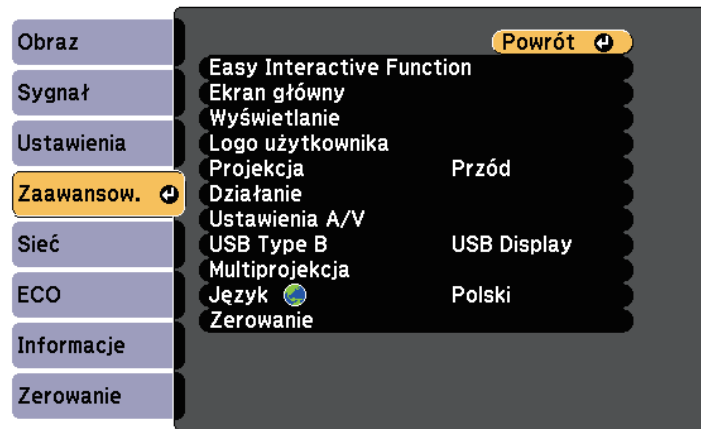 Obraz
Sygnał
Ustawienia
Zaawansow.
Sieć
ECO
Informacje
Zerowanie
Powrót
Easy Interactive Function
Ekran główny
Wyświetlanie
Logo użytkownika
Projekcja Przód
Działanie
Ustawienia A/V
USB Type B USB Display
Multiprojekcja
Język Polski
Zerowanie